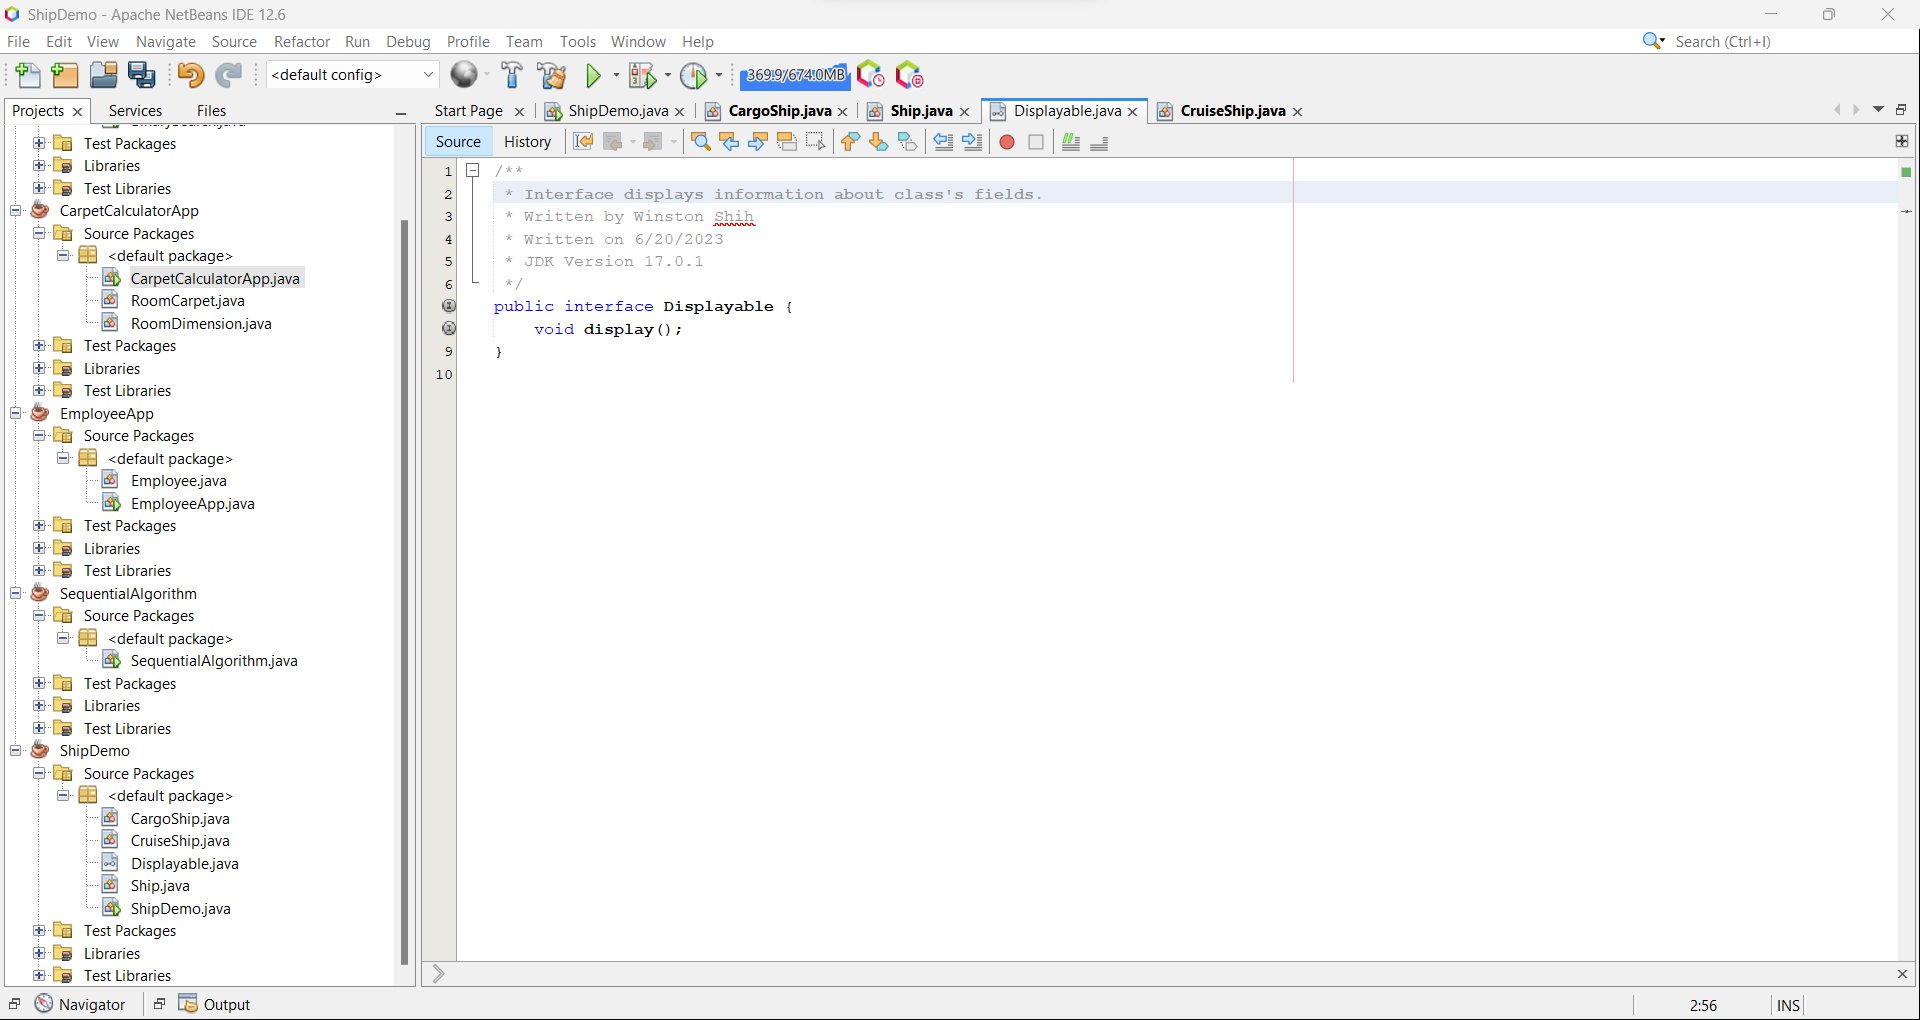 ShipDemo - Apache NetBeans IDE 12.6
File Edit View Navigate Source Refactor Run Debug Profile Team Tools Window Help
Search (Ctrl+I)
<default config>
369.9/674.0MB
Projects Services Files
Start Page ShipDemo.java CargoShip.java Ship.java Displayable.java CruiseShip.java
Source History
Test Packages
Libraries
Test Libraries
CarpetCalculatorApp
Source Packages
<default package>
CarpetCalculatorApp.java
RoomCarpet.java
RoomDimension.java
Test Packages
Libraries
Test Libraries
EmployeeApp
Source Packages
<default package>
Employee.java
EmployeeApp.java
Test Packages
Libraries
Test Libraries
SequentialAlgorithm
Source Packages
<default package>
SequentialAlgorithm.java
Test Packages
Libraries
Test Libraries
ShipDemo
Source Packages
<default package>
CargoShip.java
CruiseShip.java
Displayable.java
Ship.java
ShipDemo.java
Test Packages
Libraries
Test Libraries
1 /**
2 * Interface displays information about class's fields.
3 * Written by Winston Shih
4 * Written on 6/20/2023
5 * JDK Version 17.0.1
6 */
public interface Displayable {
void display();
9 }
10
Navigator Output
2:56 INS